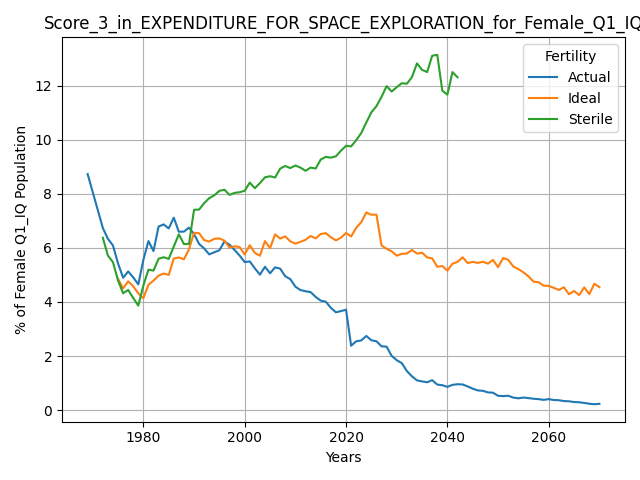 Score_3_in_EXPENDITURE_FOR_SPACE_EXPLORATION_for_Female_Q1_IQ
Fertility
Actual
Ideal
Sterile
% of Female Q1_IQ Population
12
10
8
6
4
2
0
1980 2000 2020 2040 2060
Years